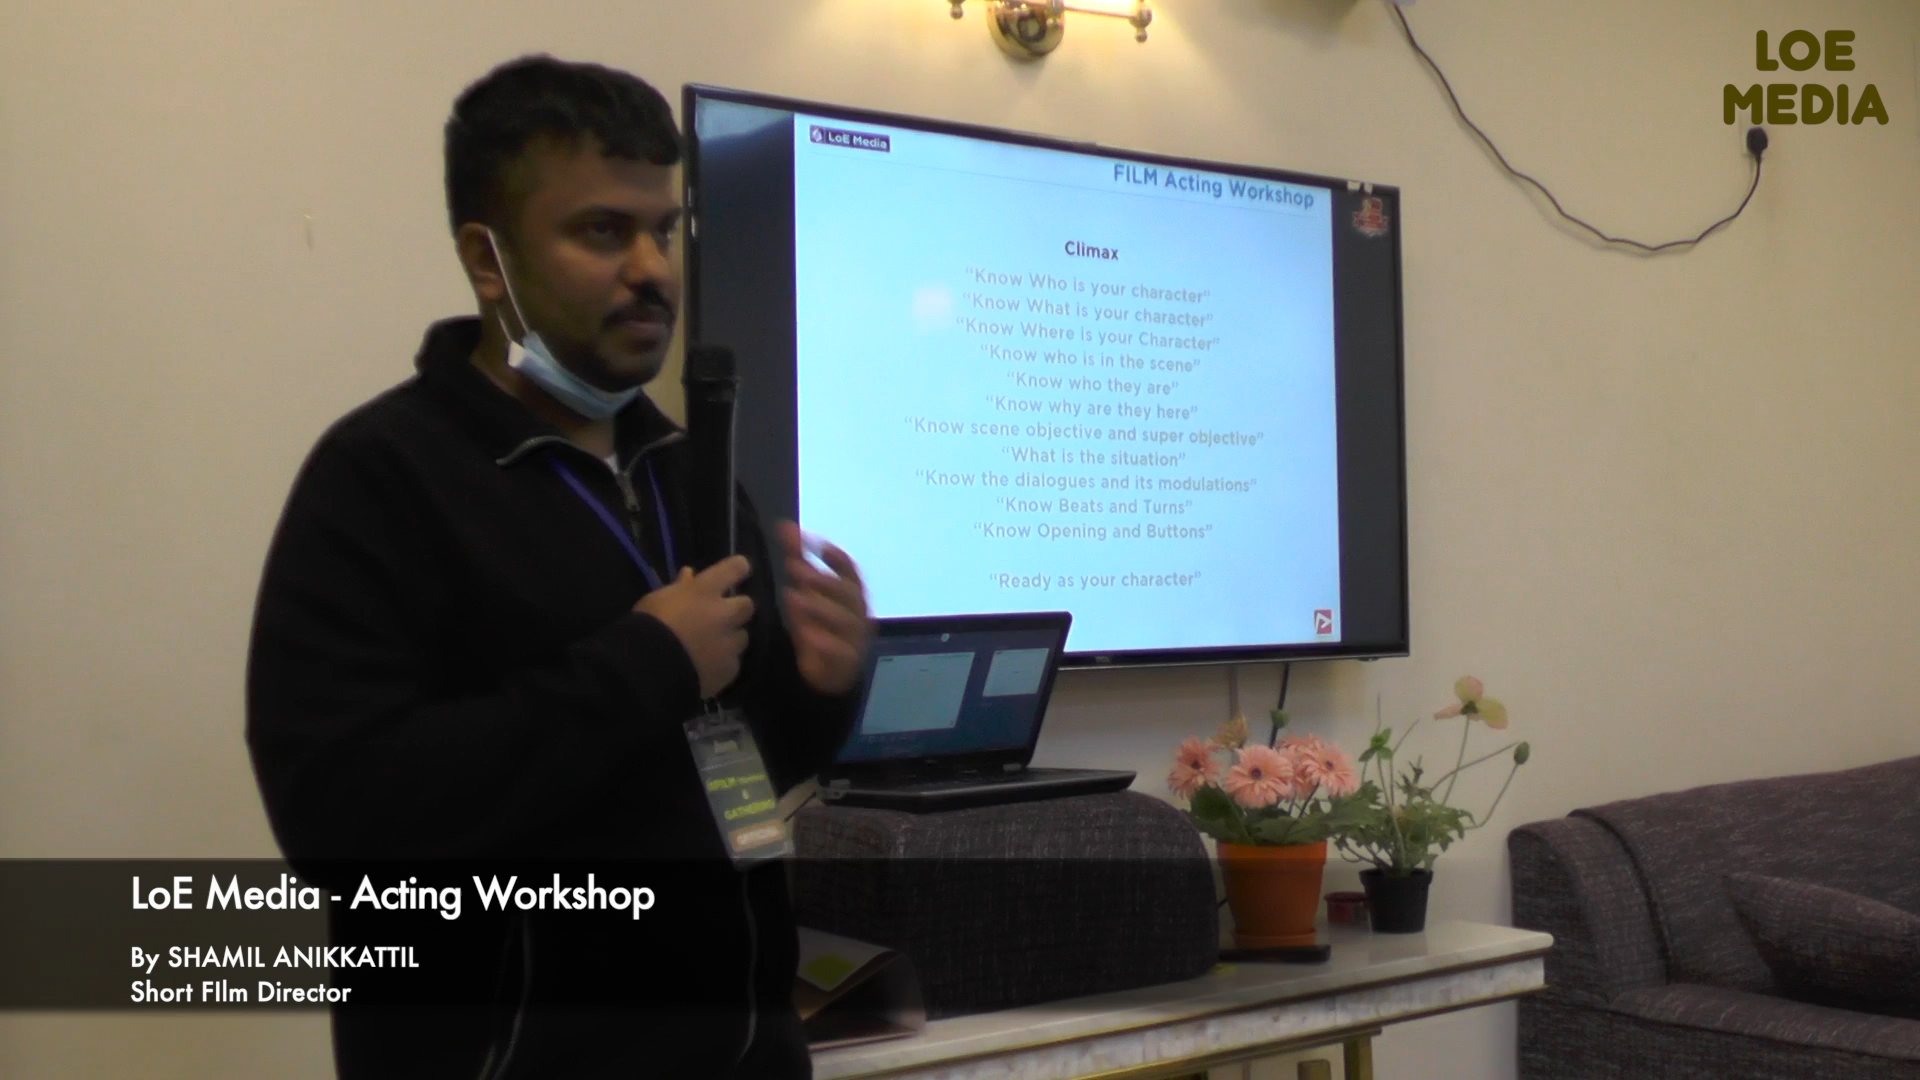 LOE
MEDIA
LoE Media
FILM Acting Workshop
Climax
“Know Who is your character”
“Know What is your character”
“Know Where is your Character”
“Know who is in the scene”
“Know who they are”
“Know why are they here”
“Know scene objective and super objective”
“What is the situation”
“Know the dialogues and its modulations”
“Know Beats and Turns”
“Know Opening and Buttons”
“Ready as your character”
&
GATHERING
LoE Media - Acting Workshop
By SHAMIL ANIKKATTIL
Short FIlm Director